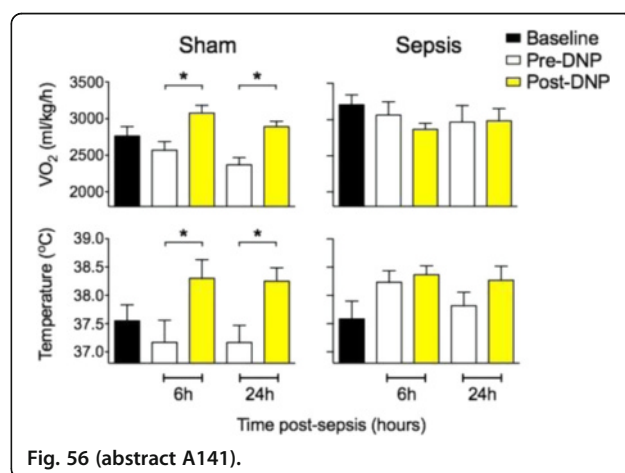 Sham
Sepsis
Baseline
Pre-DNP
Post-DNP
VO2 (ml/kg/h)
3500
3000
2500
2000
*
*
Temperature (ºC)
39.0
38.5
38.0
37.5
37.0
*
*
6h
24h
6h
24h
Time post-sepsis (hours)
Fig. 56 (abstract A141).